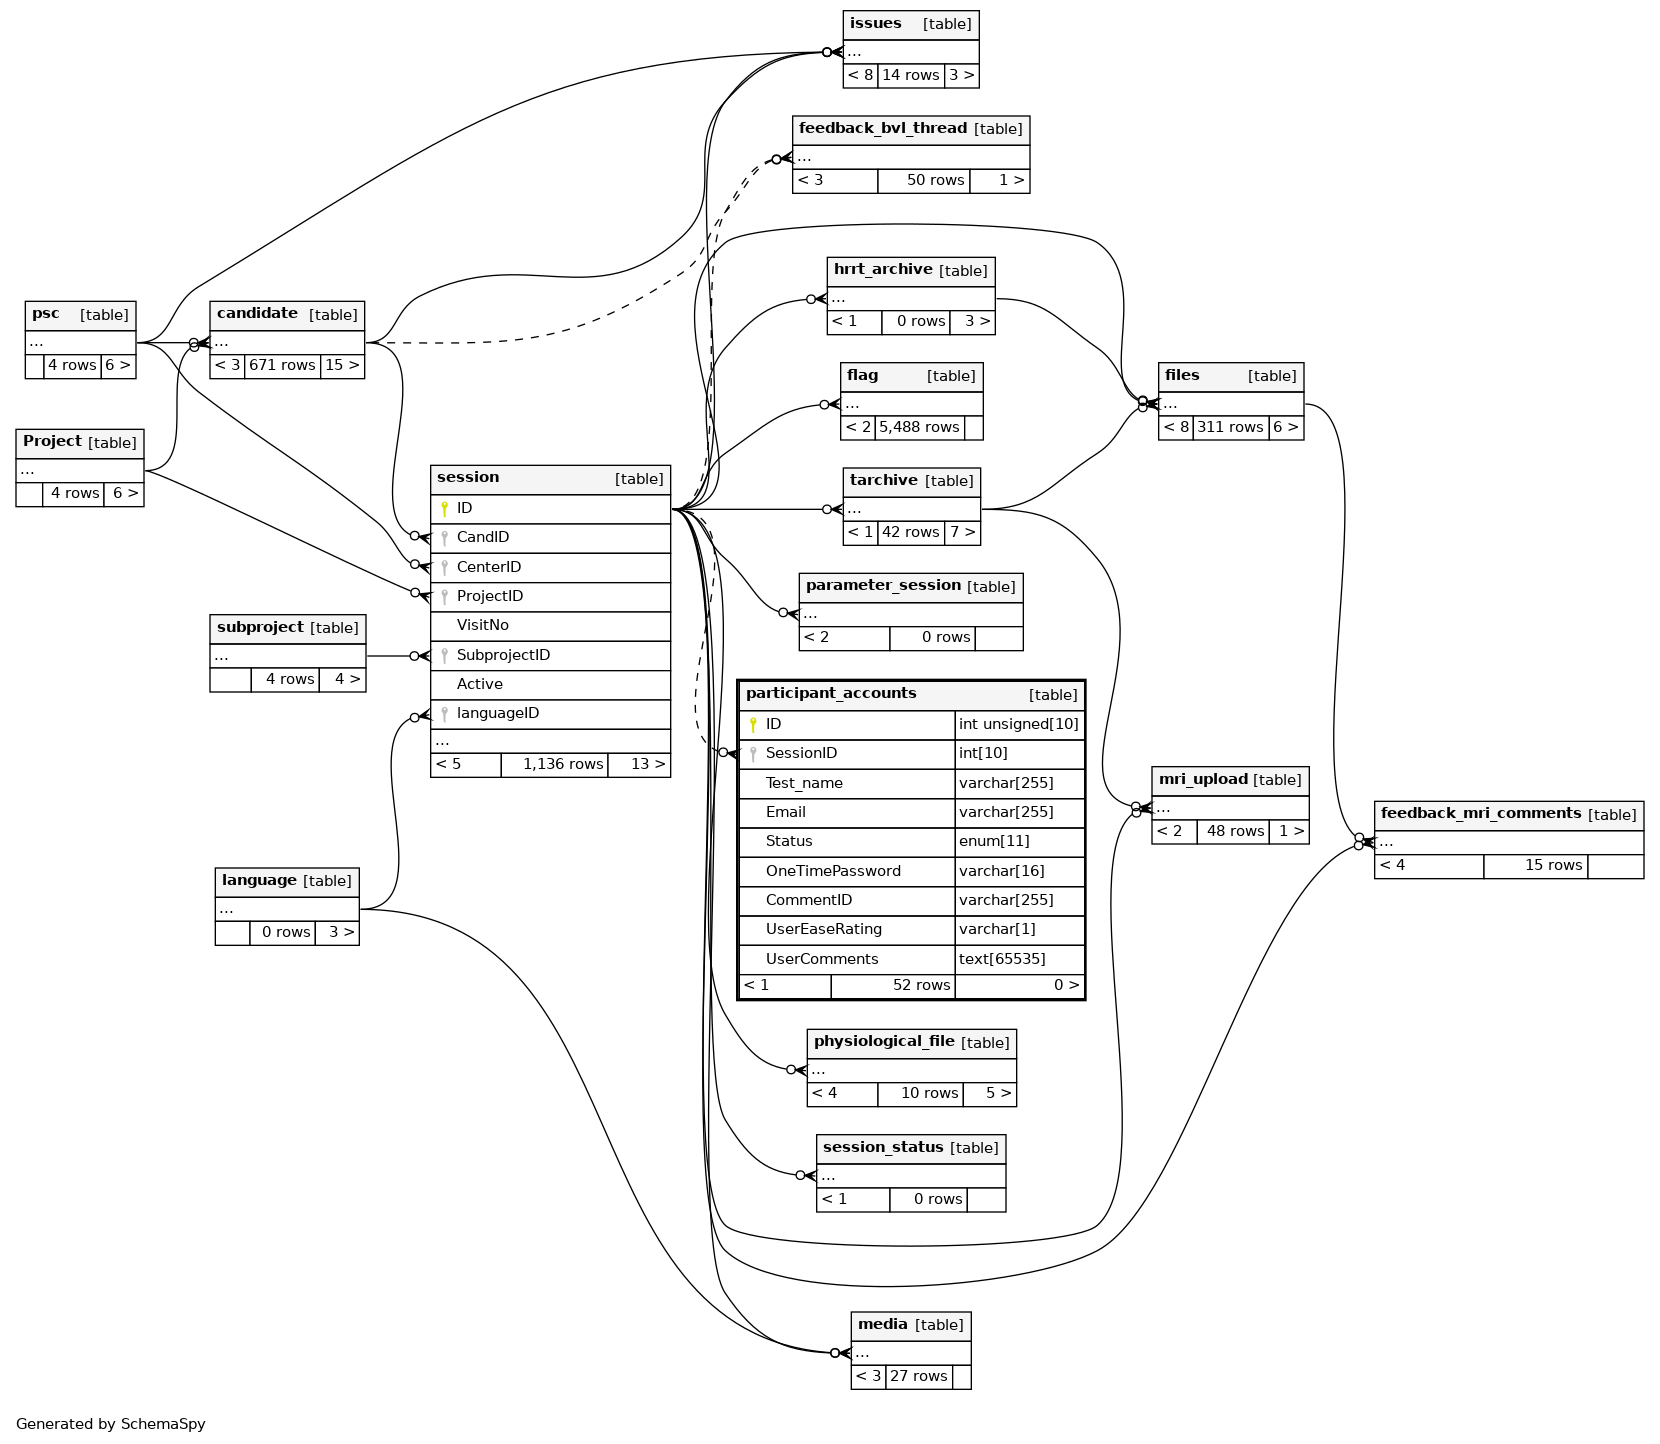 issues [table]
...
< 8 14 rows 3 >
feedback_bvl_thread [table]
...
< 3 50 rows 1 >
hrrt_archive [table]
...
< 1 0 rows 3 >
psc [table]
...
4 rows 6 >
candidate [table]
...
< 3 671 rows 15 >
flag [table]
...
< 2 5,488 rows
files [table]
...
< 8 311 rows 6 >
Project [table]
...
4 rows 6 >
session [table]
ID
CandID
CenterID
ProjectID
VisitNo
SubprojectID
Active
languageID
...
< 5 1,136 rows 13 >
tarchive [table]
...
< 1 42 rows 7 >
parameter_session [table]
...
< 2 0 rows
subproject [table]
...
4 rows 4 >
participant_accounts [table]
ID int unsigned[10]
SessionID int[10]
Test_name varchar[255]
Email varchar[255]
Status enum[11]
OneTimePassword varchar[16]
CommentID varchar[255]
UserEaseRating varchar[1]
UserComments text[65535]
< 1 52 rows 0 >
mri_upload [table]
...
< 2 48 rows 1 >
feedback_mri_comments [table]
...
< 4 15 rows
language [table]
...
0 rows 3 >
physiological_file [table]
...
< 4 10 rows 5 >
session_status [table]
...
< 1 0 rows
media [table]
...
< 3 27 rows
Generated by SchemaSpy